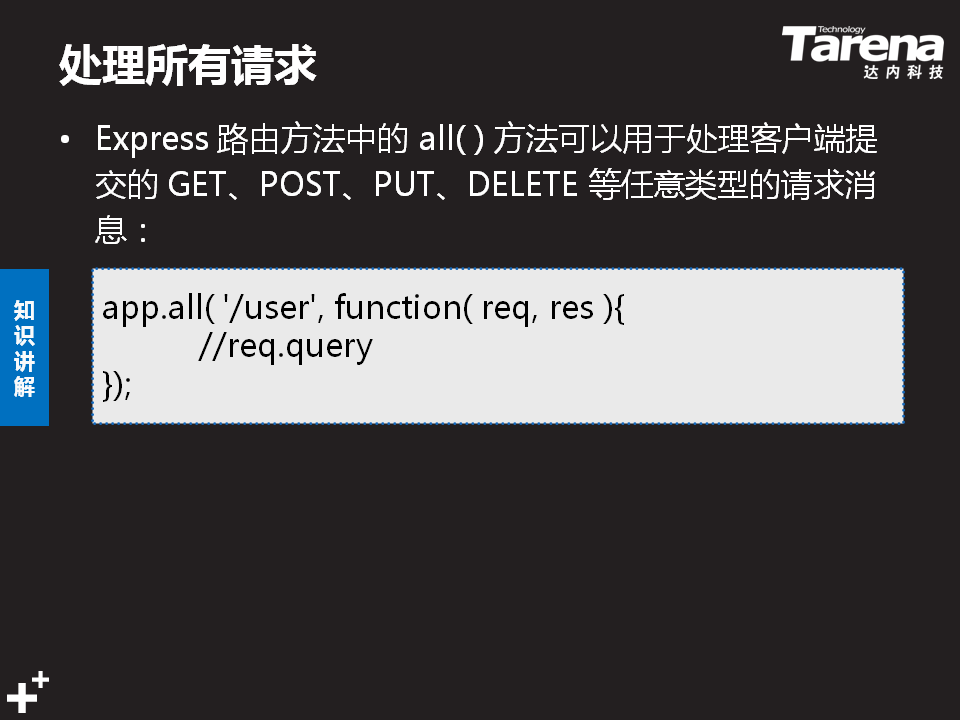 处理所有请求
Technology
Tarena
达内科技
• Express 路由方法中的 all( ) 方法可以用于处理客户端提
交的 GET、POST、PUT、DELETE 等任意类型的请求消
息：
知识讲解
app.all( '/user', function( req, res ){
//req.query
});